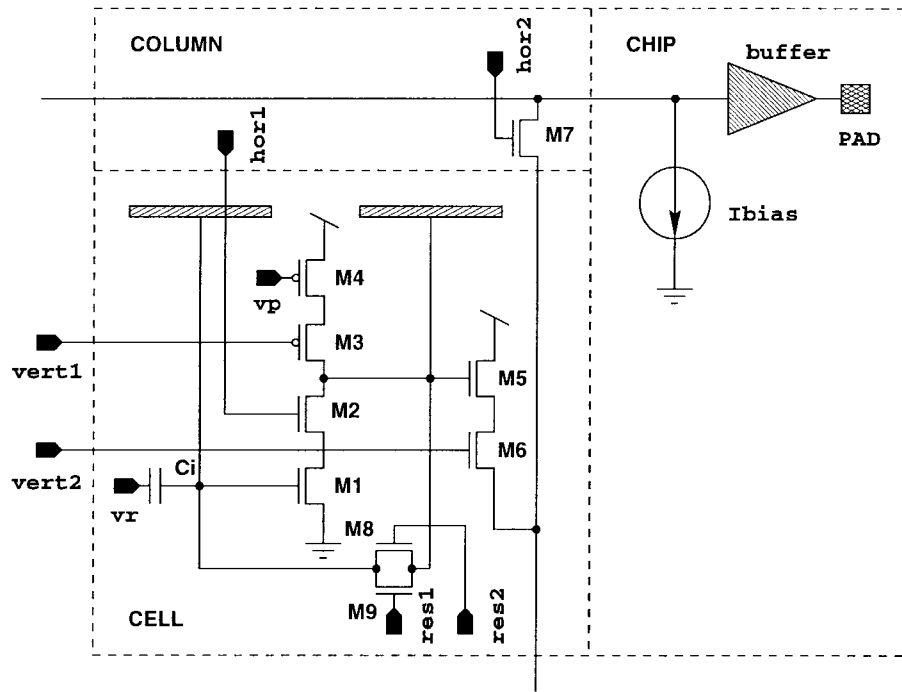 COLUMN
hor2
CHIP
buffer
hor1
M7
PAD
Ibias
M4
vp
M3
vert1
M5
M2
M6
vert2
Ci
M1
vr
M8
M9
res1
res2
CELL